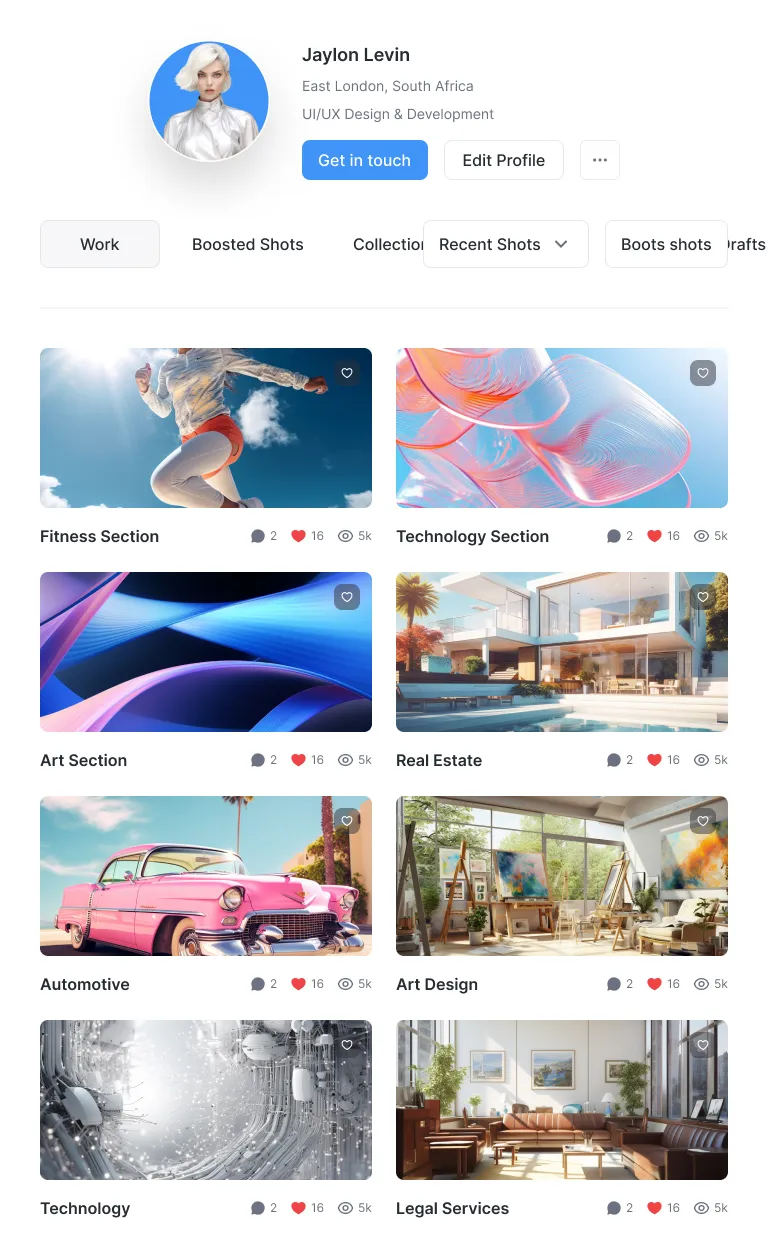 Jaylon Levin
East London, South Africa
UI/UX Design & Development
Get in touch Edit Profile
Work Boosted Shots Collection Recent Shots Boots shots Drafts
Fitness Section 2 16 5k
Technology Section 2 16 5k
Art Section 2 16 5k
Real Estate 2 16 5k
Automotive 2 16 5k
Art Design 2 16 5k
Technology 2 16 5k
Legal Services 2 16 5k